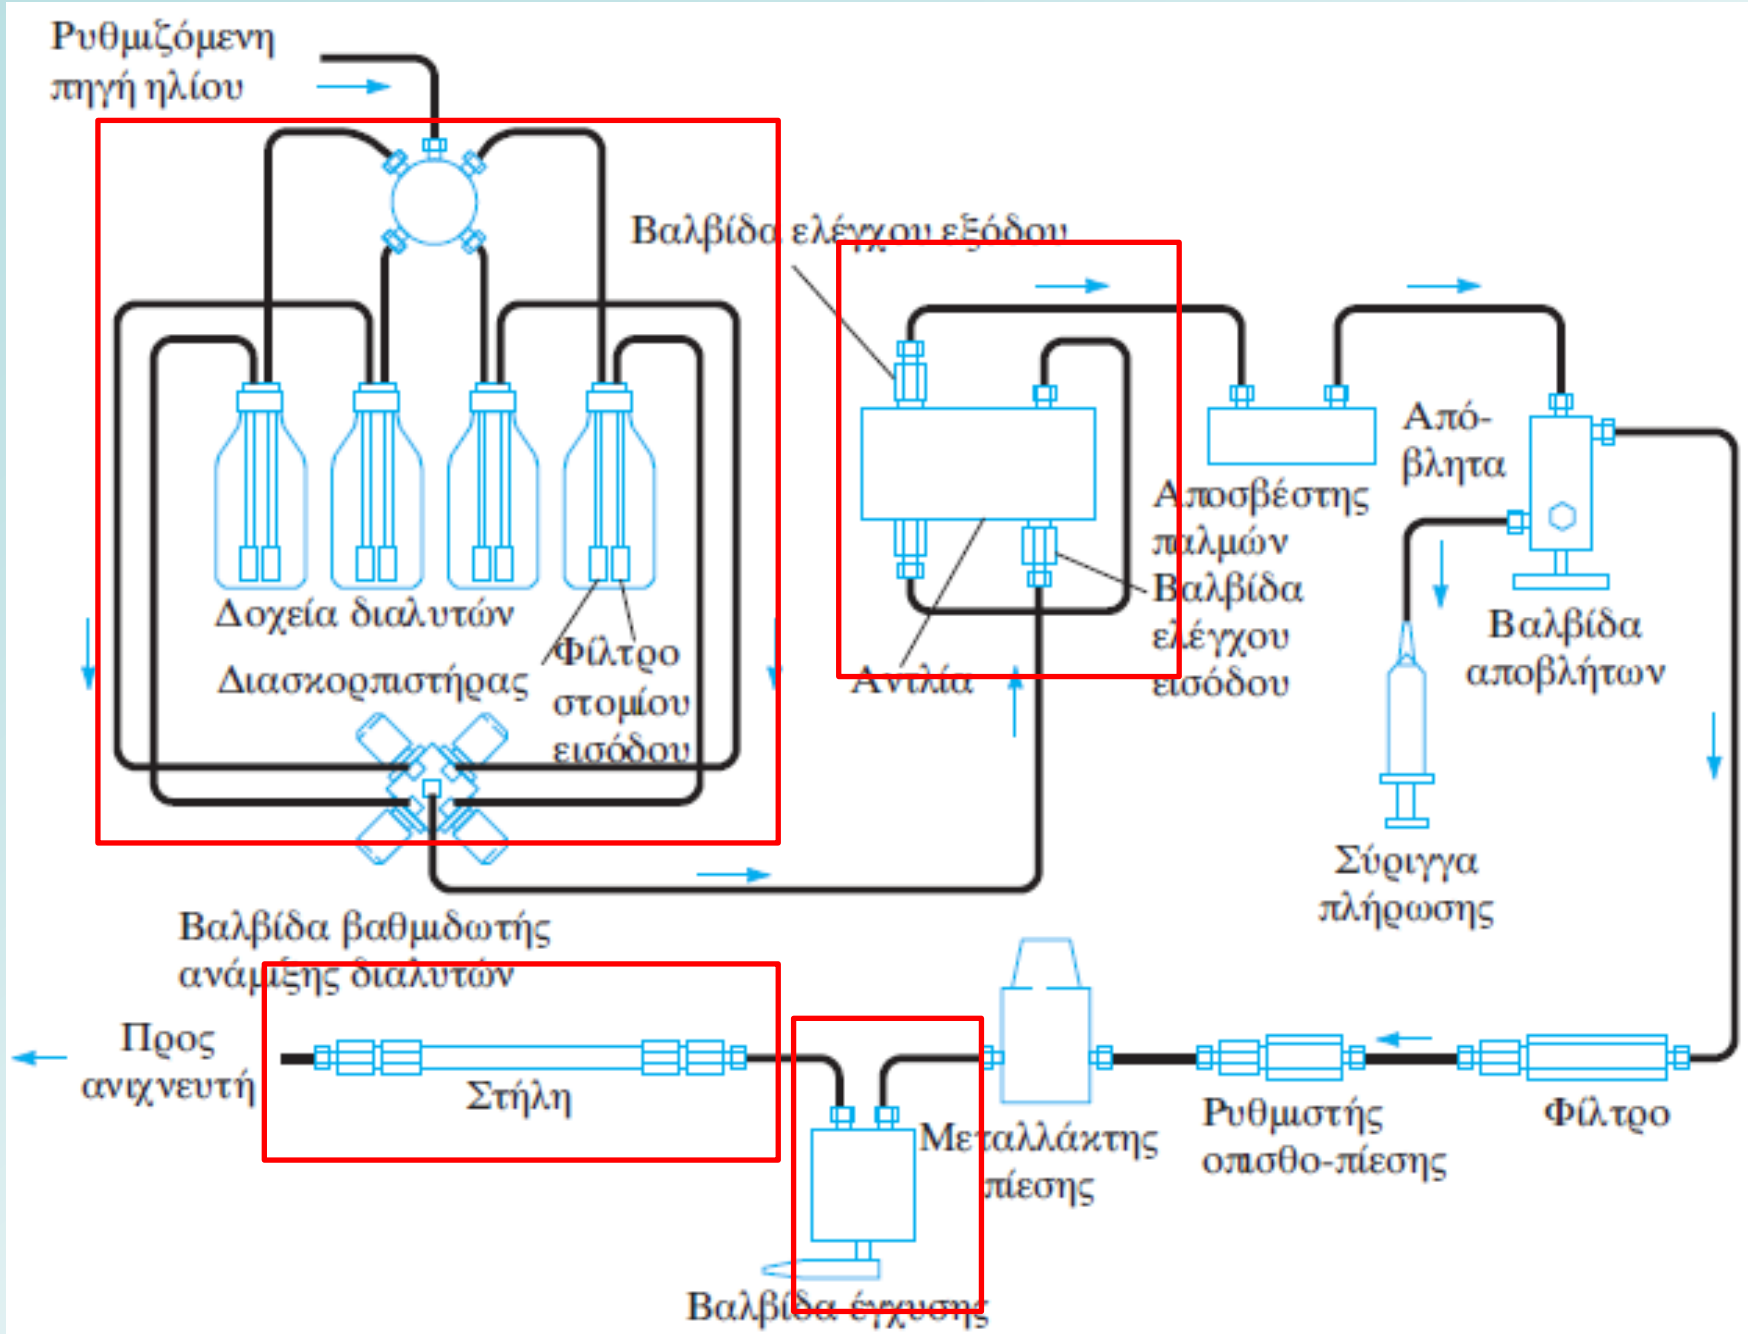 Ρυθμιζόμενη
πηγή ηλίου
Βαλβίδα ελέγχου εξόδου
Από-
βλητα
Αποσβέστης
παλμών
Βαλβίδα
ελέγχου
εισόδου
Δοχεία διαλυτών
Διασκορπιστήρας
Φίλτρο
στομίου
εισόδου
Αντλία
Βαλβίδα
αποβλήτων
Σύριγγα
πλήρωσης
Βαλβίδα βαθμιδωτής
ανάμιξης διαλυτών
Προς
ανιχνευτή
Στήλη
Μεταλλάκτης
πίεσης
Ρυθμιστής
οπισθο-πίεσης
Φίλτρο
Βαλβίδα έγχυσης